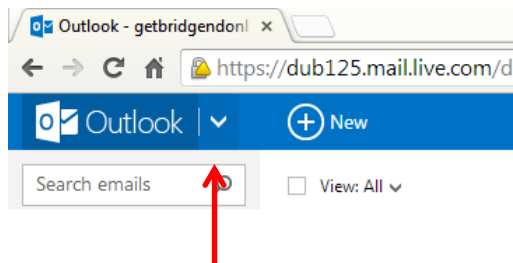 Outlook - getbridgendonl
https://dub125.mail.live.com/d
Outlook
New
Search emails
View: All